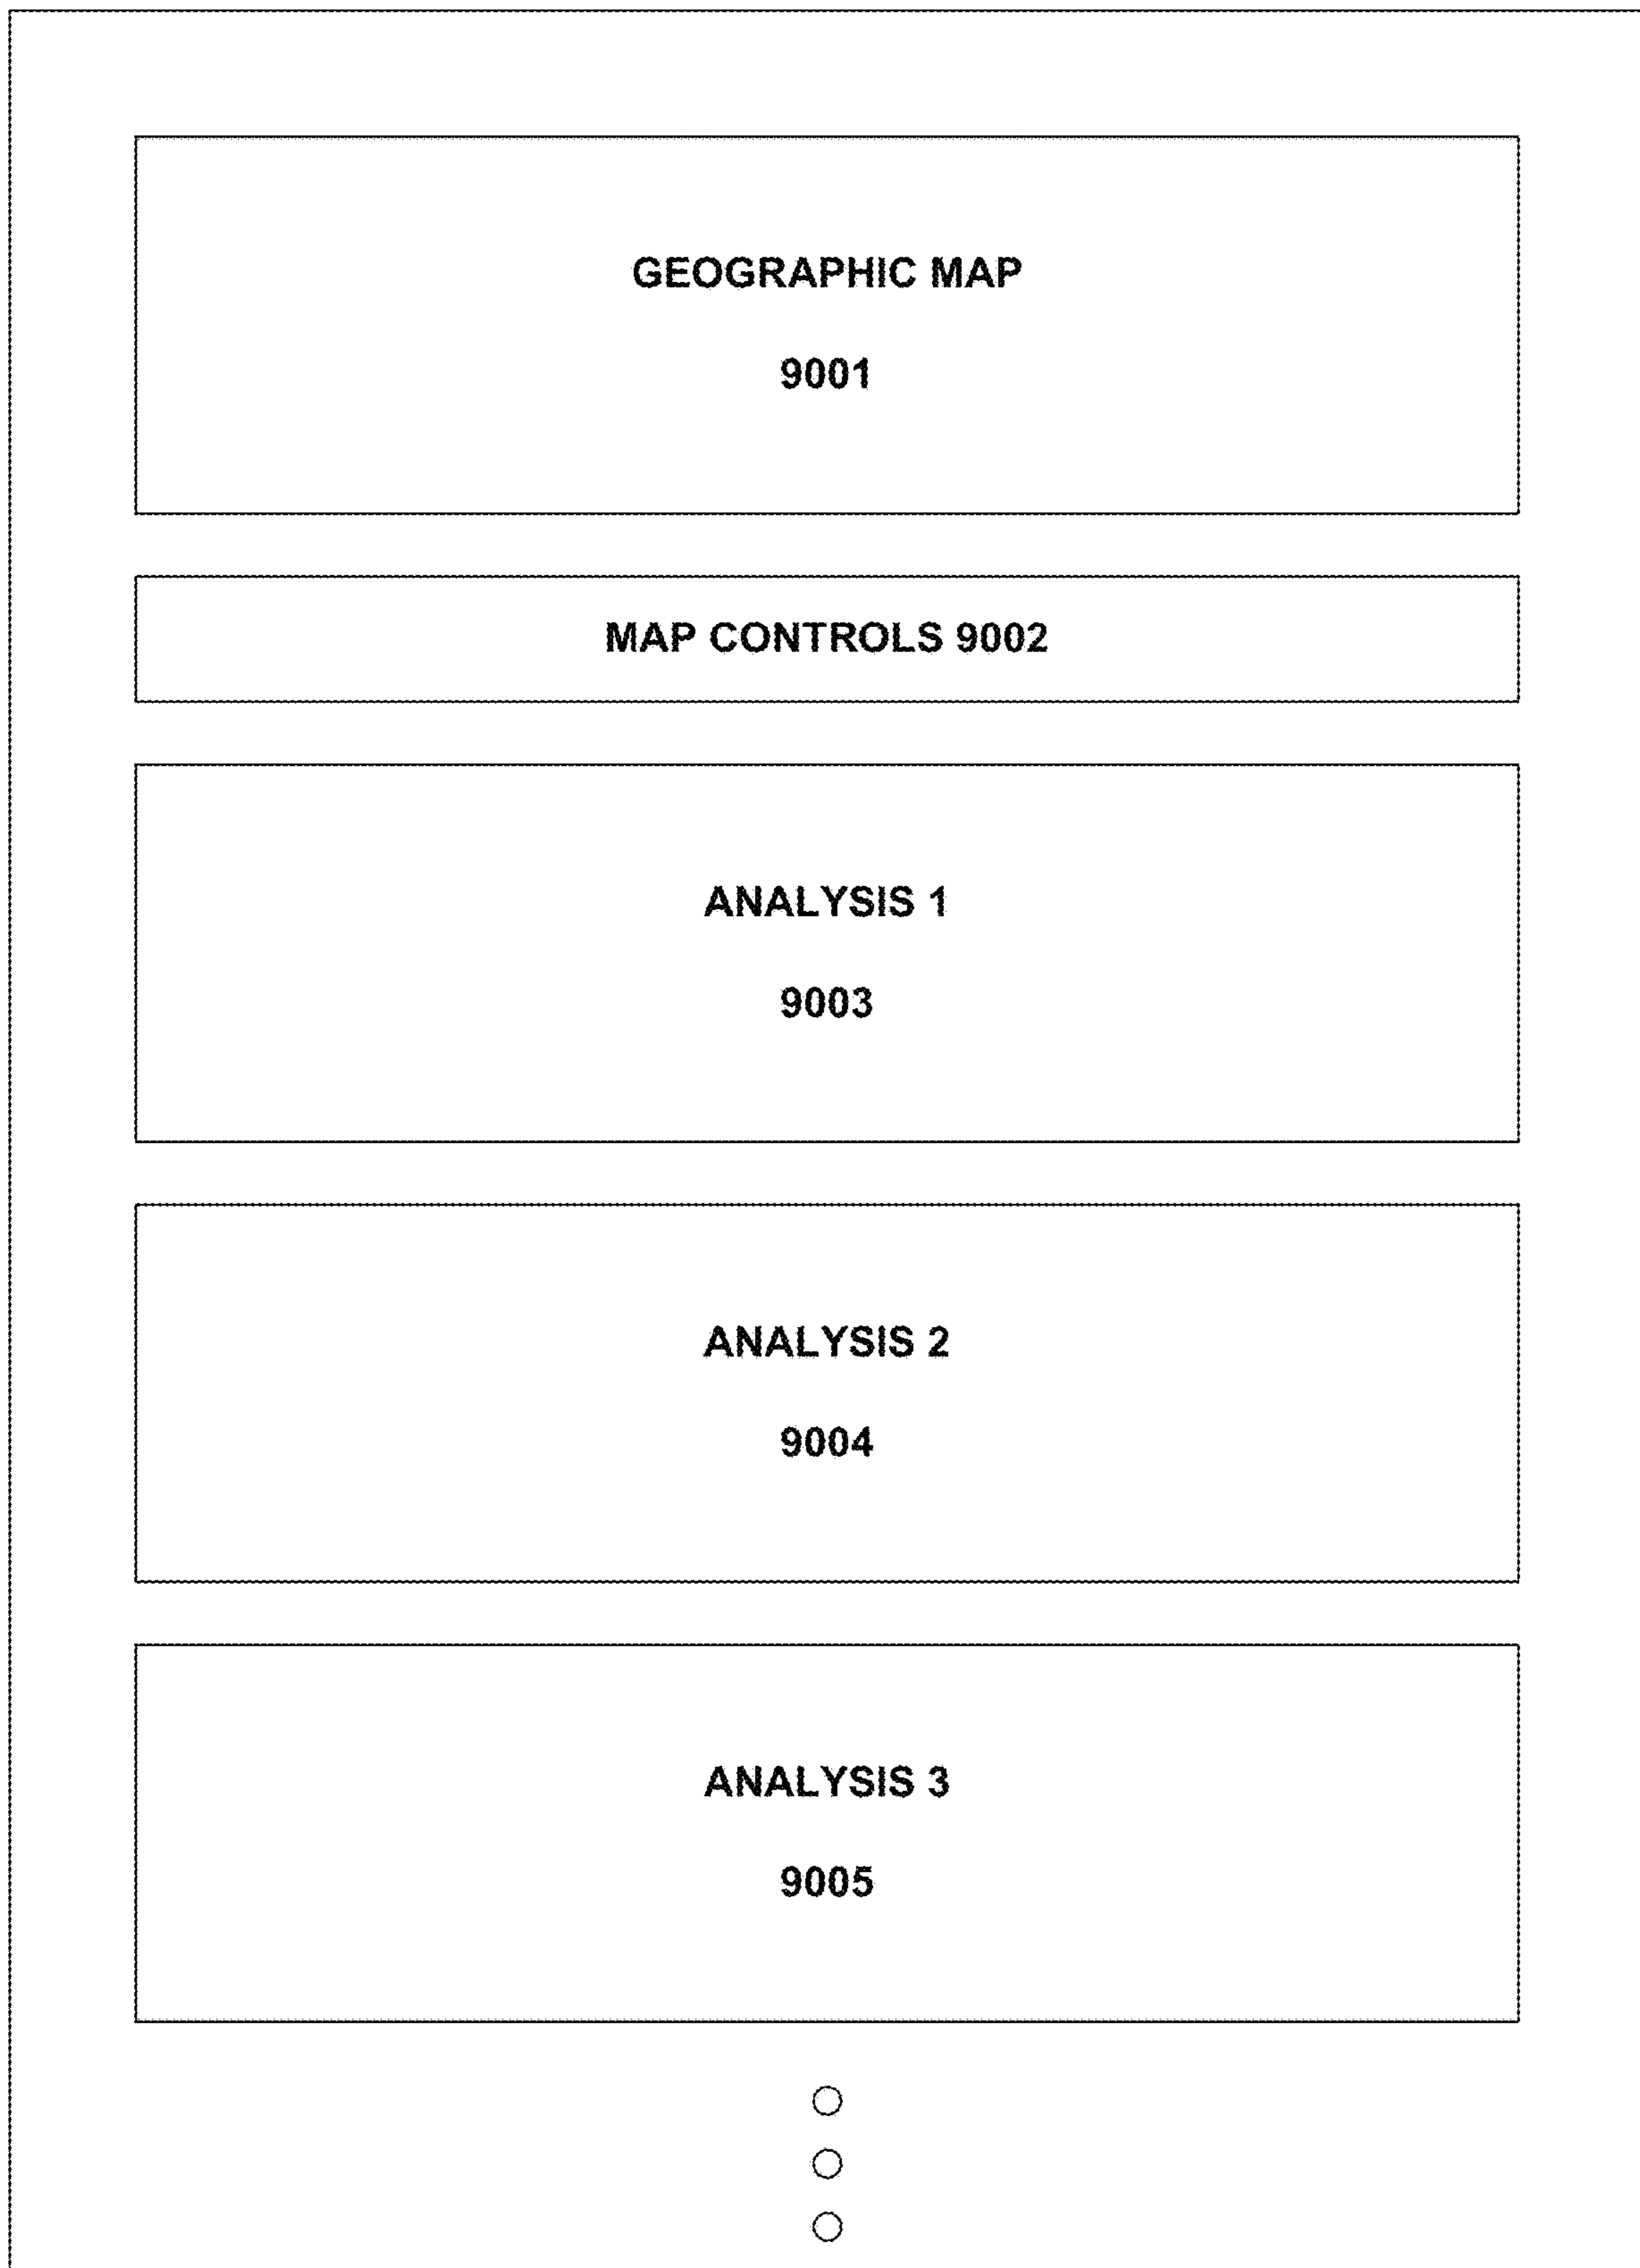 GEOGRAPHIC MAP
9001
MAP CONTROLS 9002
ANALYSIS 1
9003
ANALYSIS 2
9004
ANALYSIS 3
9005